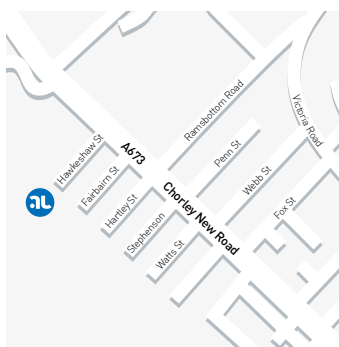 Ramsbottom Road
Victoria Road
A673
Penn St
Hawkeshaw St
Fairbairn St
Webb St
Hartley St
Chorley New Road
Fox St
Stephenson
Watts St